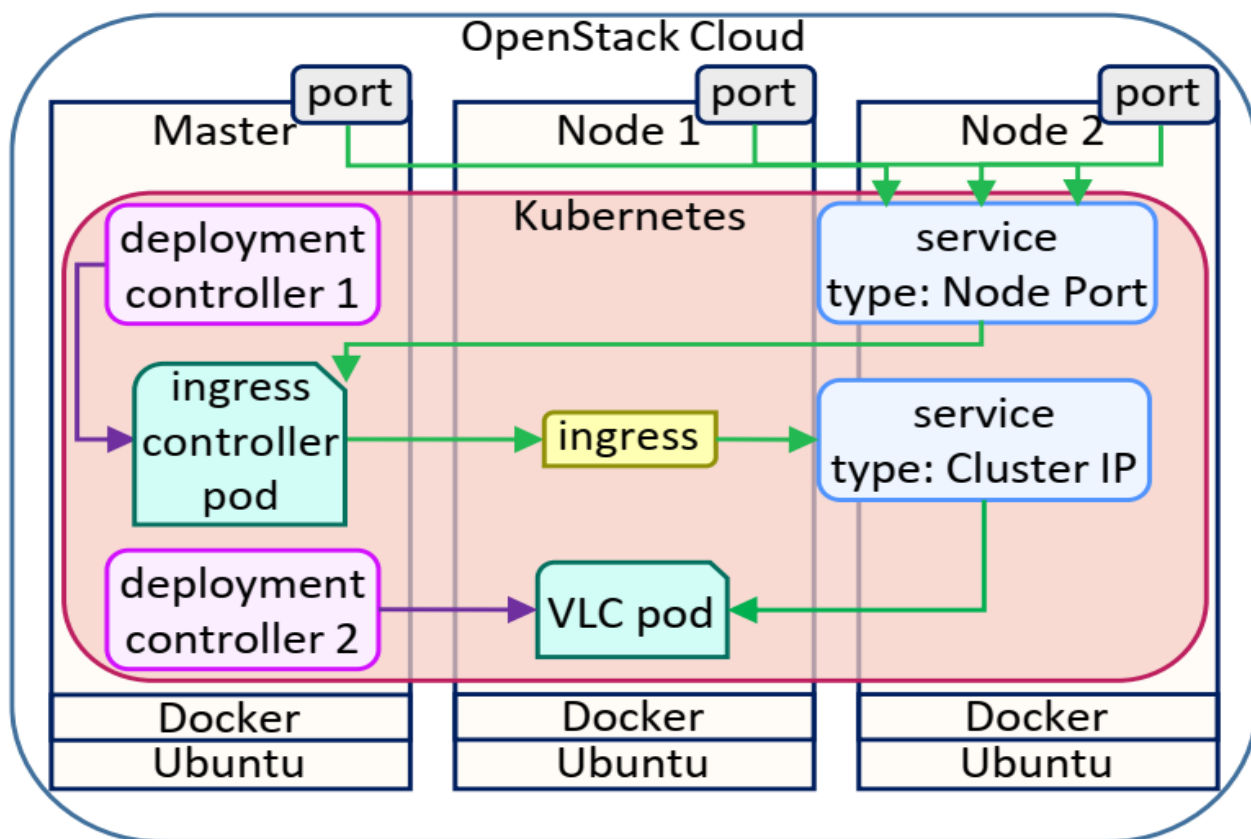 OpenStack Cloud
port
port
port
Master
Node 1
Node 2
Kubernetes
deployment
controller 1
service
type: Node Port
ingress
controller
pod
ingress
service
type: Cluster IP
deployment
controller 2
VLC pod
Docker
Docker
Docker
Ubuntu
Ubuntu
Ubuntu